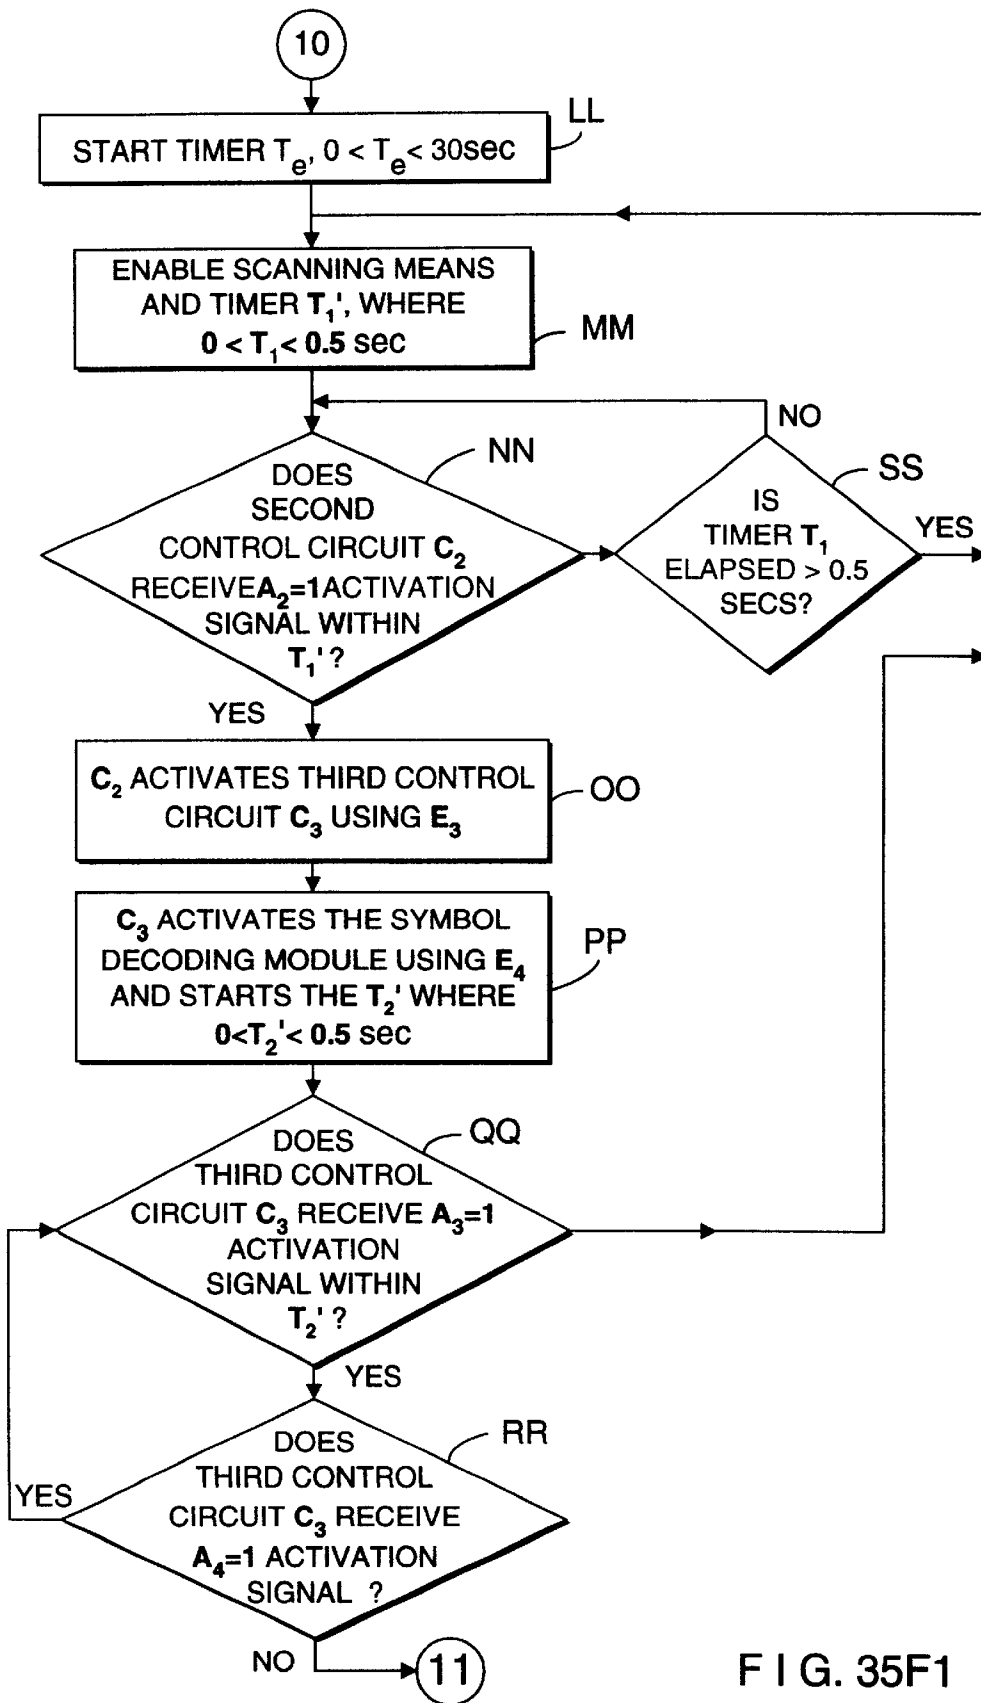 10
LL
START TIMER Te, 0 < Te < 30sec
ENABLE SCANNING MEANS
AND TIMER T1', WHERE
0 < T1 < 0.5 sec
MM
NO
NN
SS
DOES
SECOND
CONTROL CIRCUIT C2
RECEIVE A2=1 ACTIVATION
SIGNAL WITHIN
T1' ?
IS
TIMER T1
ELAPSED > 0.5
SECS?
YES
YES
C2 ACTIVATES THIRD CONTROL
CIRCUIT C3 USING E3
OO
C3 ACTIVATES THE SYMBOL
DECODING MODULE USING E4
AND STARTS THE T2' WHERE
0<T2'< 0.5 sec
PP
QQ
DOES
THIRD CONTROL
CIRCUIT C3 RECEIVE A3=1
ACTIVATION
SIGNAL WITHIN
T2' ?
YES
RR
DOES
THIRD CONTROL
CIRCUIT C3 RECEIVE
A4=1 ACTIVATION
SIGNAL ?
YES
NO
11
F I G. 35F1